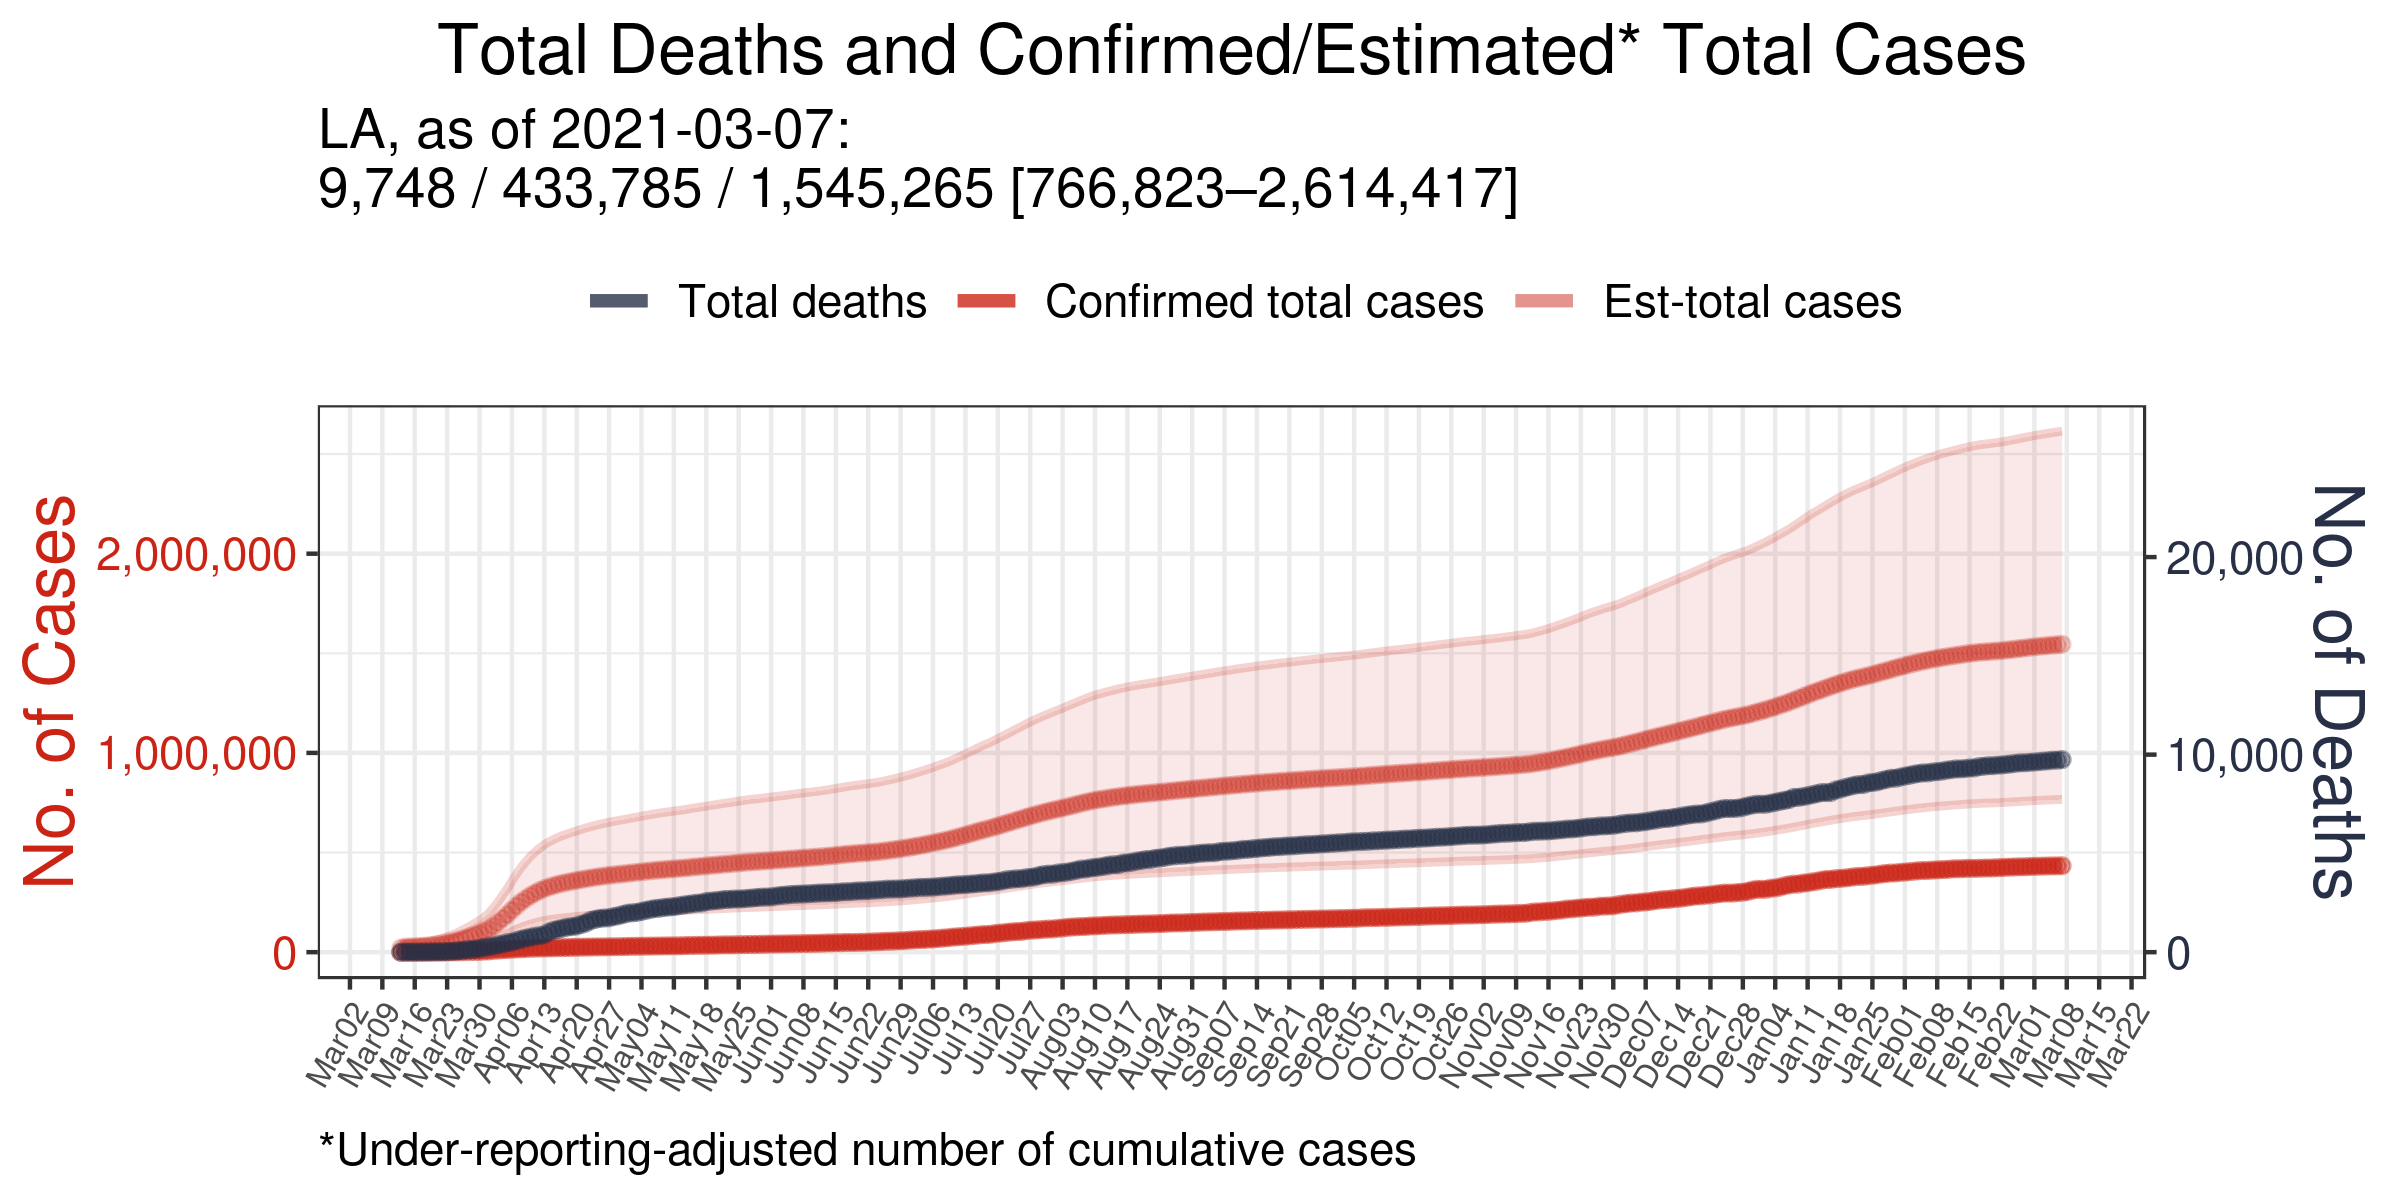 Total Deaths and Confirmed/Estimated* Total Cases
LA, as of 2021-03-07:
9,748 / 433,785 / 1,545,265 [766,823–2,614,417]
Total deaths
Confirmed total cases
Est-total cases
No. of Cases
2,000,000
1,000,000
0
20,000
10,000
0
No. of Deaths
Mar02
Mar09
Mar16
Mar23
Mar30
Apr06
Apr13
Apr20
Apr27
May04
May11
May18
May25
Jun01
Jun08
Jun15
Jun22
Jun29
Jul06
Jul13
Jul20
Jul27
Aug03
Aug10
Aug17
Aug24
Aug31
Sep07
Sep14
Sep21
Sep28
Oct05
Oct12
Oct19
Oct26
Nov02
Nov09
Nov16
Nov23
Nov30
Dec07
Dec14
Dec21
Dec28
Jan04
Jan11
Jan18
Jan25
Feb01
Feb08
Feb15
Feb22
Mar01
Mar08
Mar15
Mar22
*Under-reporting-adjusted number of cumulative cases